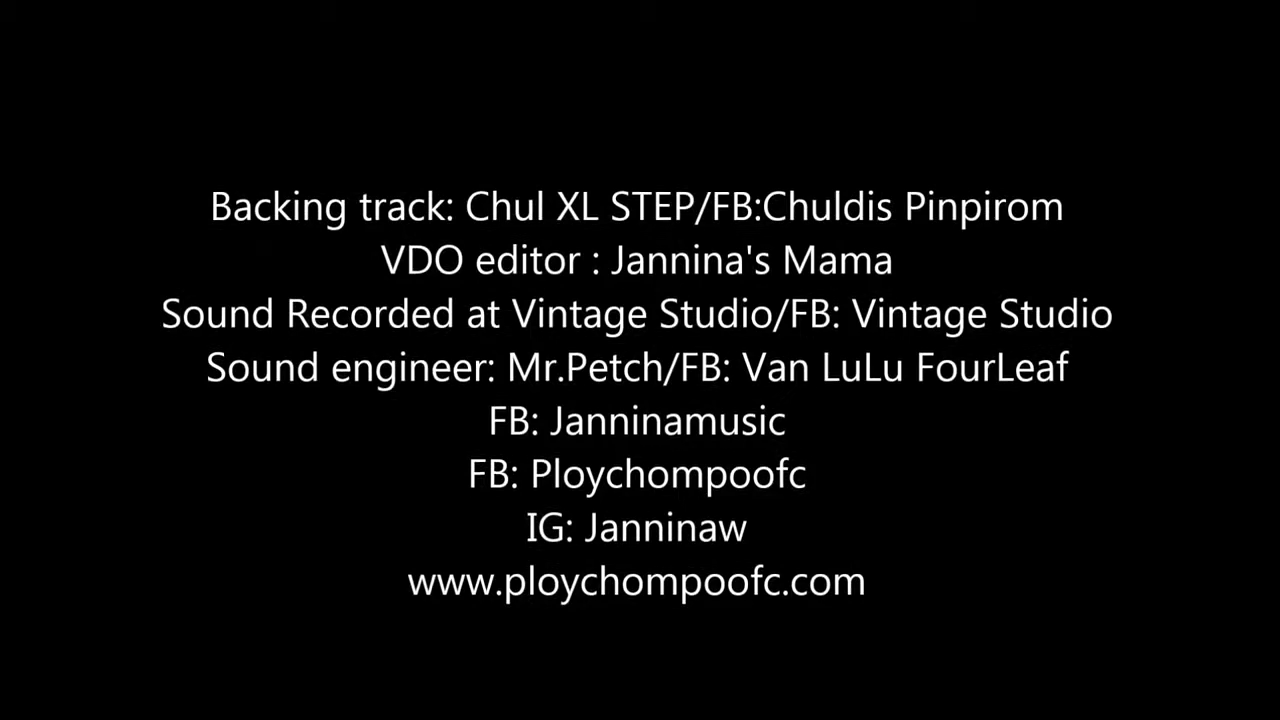 Backing track: Chul XL STEP/FB:Chuldis Pinpirom
VDO editor : Jannina's Mama
Sound Recorded at Vintage Studio/FB: Vintage Studio
Sound engineer: Mr.Petch/FB: Van LuLu FourLeaf
FB: Janninamusic
FB: Ploychompoofc
IG: Janninaw
www.ploychompoofc.com